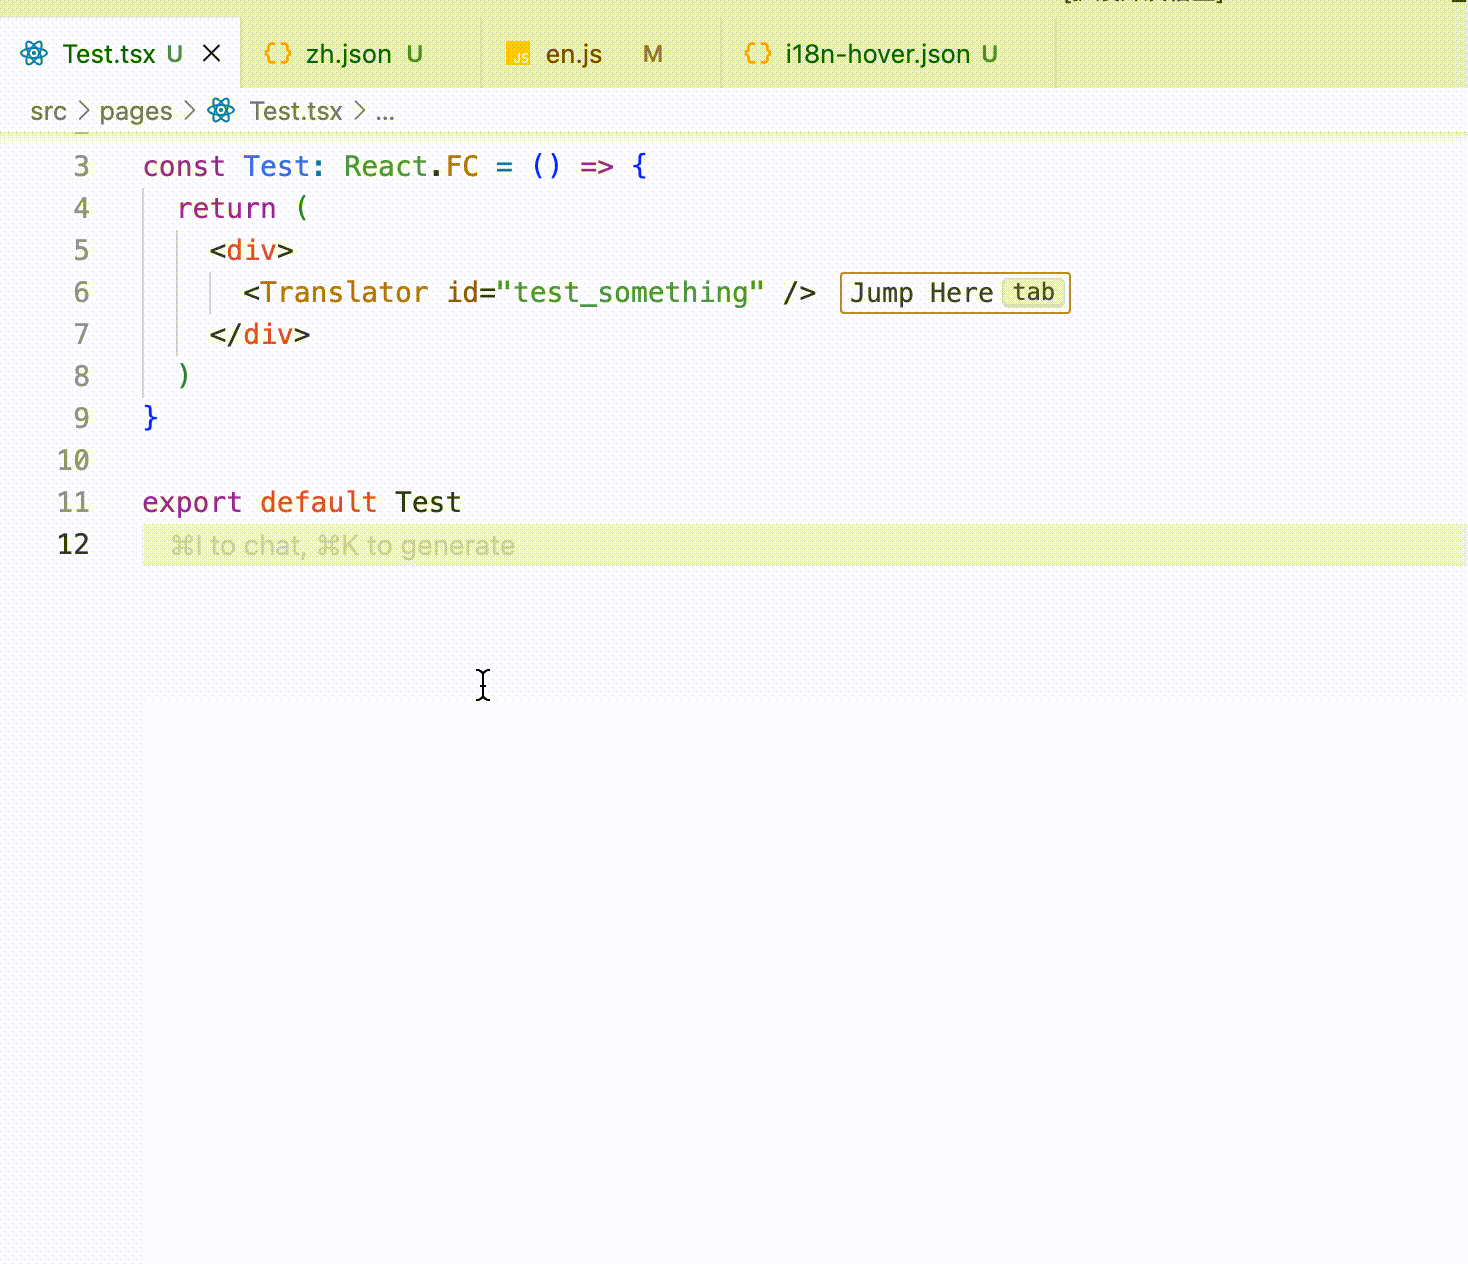 Test.tsx U zh.json U JS en.js M i18n-hover.json U
src > pages > Test.tsx > ...
3 const Test: React.FC = () => {
4 return (
5 <div>
6 <Translator id="test_something" /> Jump Here tab
7 </div>
8 )
9 }
10
11 export default Test
12 ⌘I to chat, ⌘K to generate